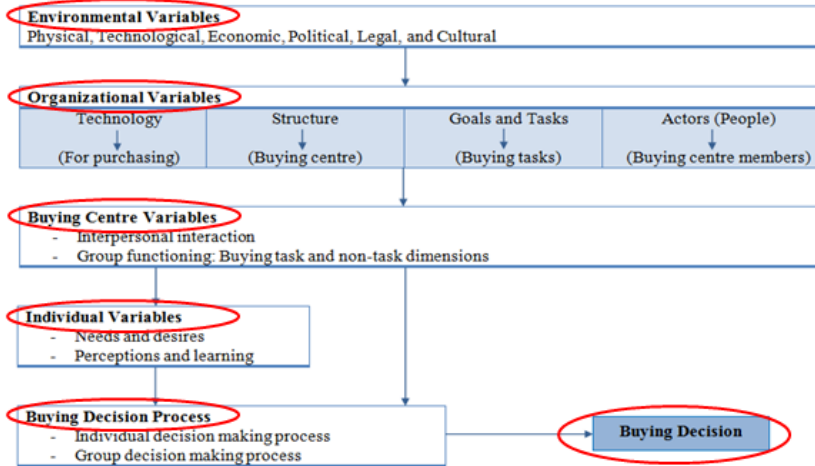 Environmental Variables
Physical, Technological, Economic, Political, Legal, and Cultural
Organizational Variables
Technology Structure Goals and Tasks Actors (People)
(For purchasing) (Buying centre) (Buying tasks) (Buying centre members)
Buying Centre Variables
- Interpersonal interaction
- Group functioning: Buying task and non-task dimensions
Individual Variables
- Needs and desires
- Perceptions and learning
Buying Decision Process
- Individual decision making process
- Group decision making process
Buying Decision